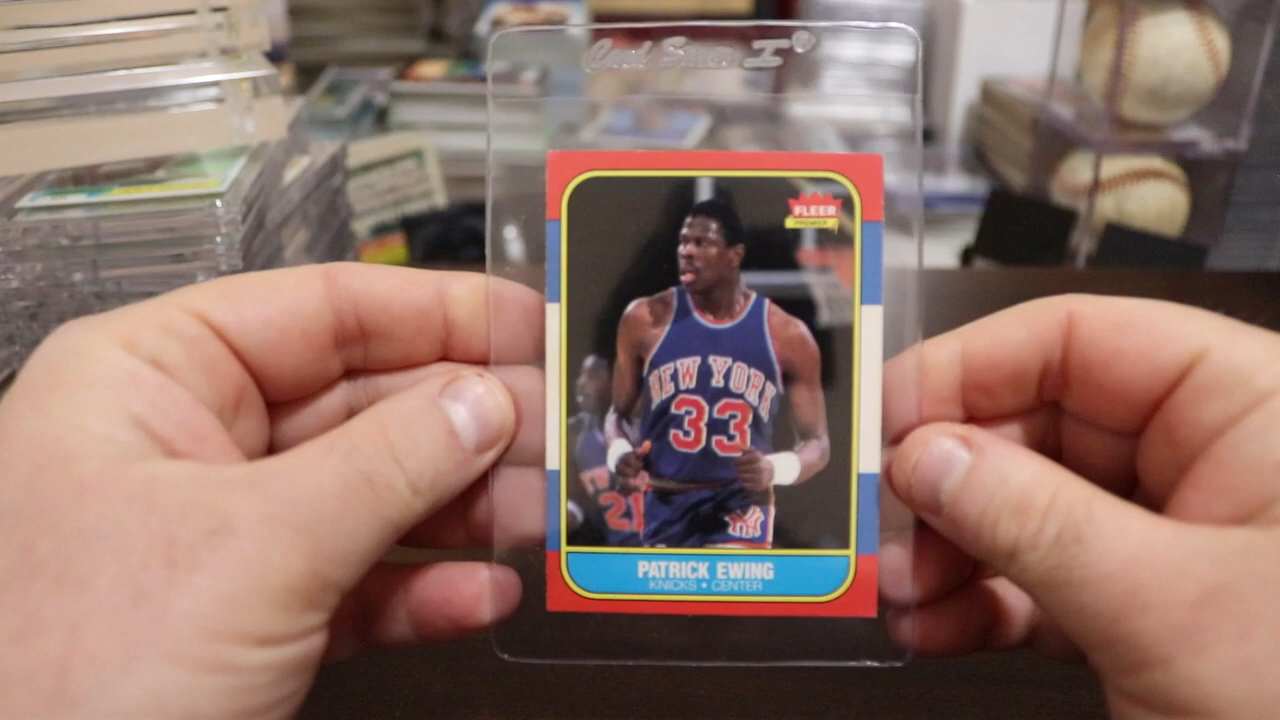 Card Saver I®
FLEER
PREMIER
NEW YORK
33
21
NY
PATRICK EWING
KNICKS • CENTER